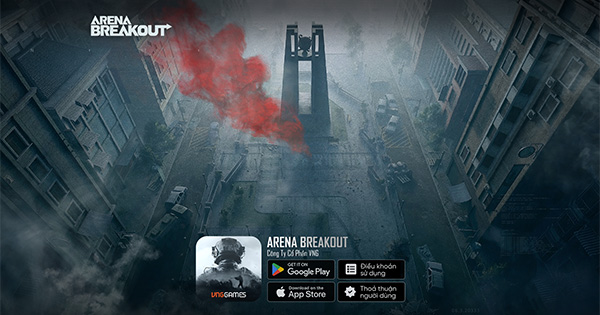 ARENA
BREAKOUT
ARENA BREAKOUT
Công Ty Cổ Phần VNG
GET IT ON
Google Play
Điều khoản
sử dụng
Download on the
App Store
Thoả thuận
người dùng
VNGGAMES